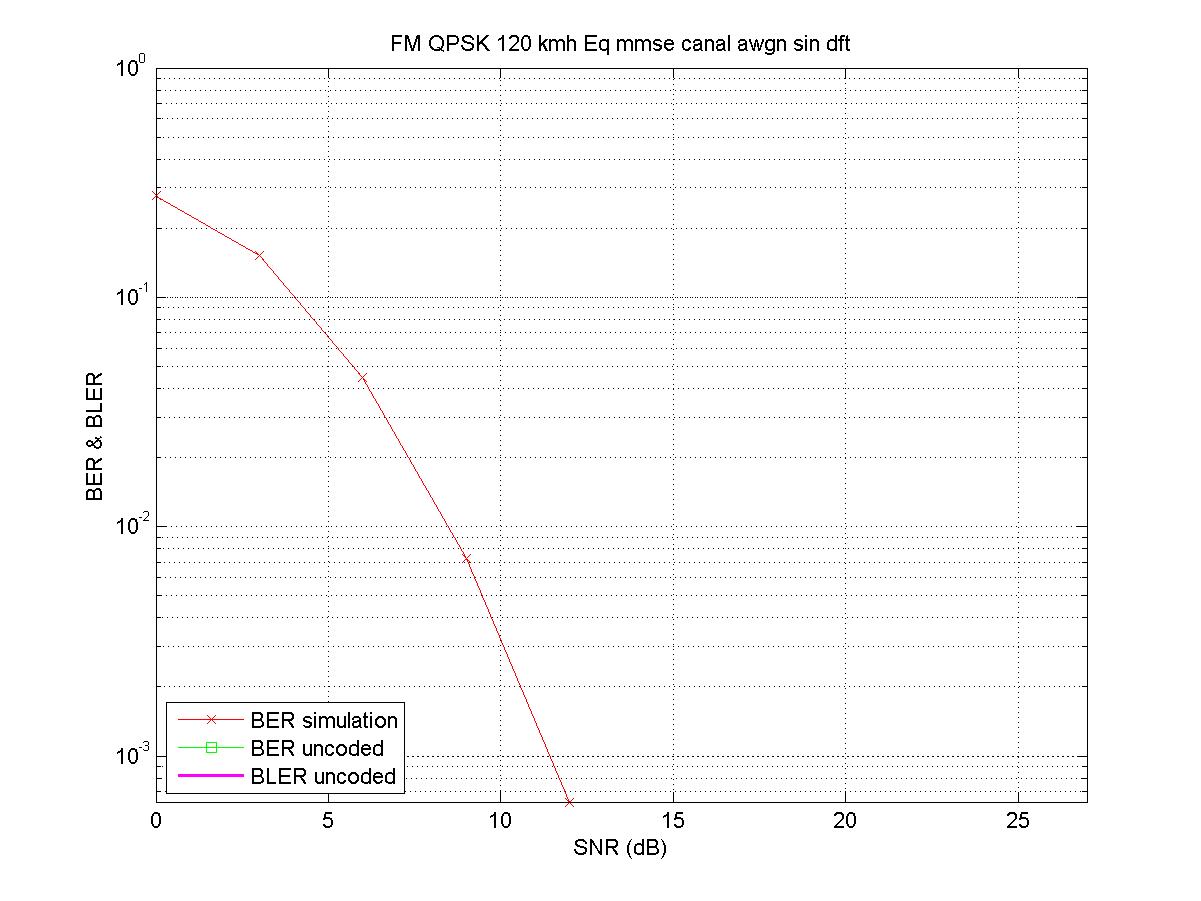 FM QPSK 120 kmh Eq mmse canal awgn sin dft
10^0
10^-1
10^-2
10^-3
BER & BLER
BER simulation
BER uncoded
BLER uncoded
0 5 10 15 20 25
SNR (dB)